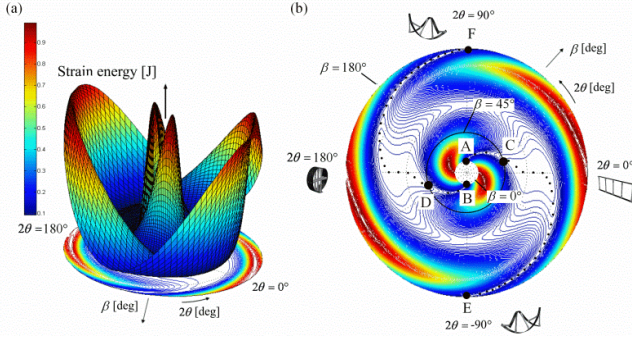 (a)
0.9
0.8
0.7
0.6
0.5
0.4
0.3
0.2
0.1
Strain energy [J]
2θ=180°
2θ=0°
β [deg]
2θ [deg]
(b)
2θ=90°
F
β [deg]
2θ [deg]
β=180°
β=45°
A
C
2θ=180°
2θ=0°
D
B
β=0°
E
2θ=-90°